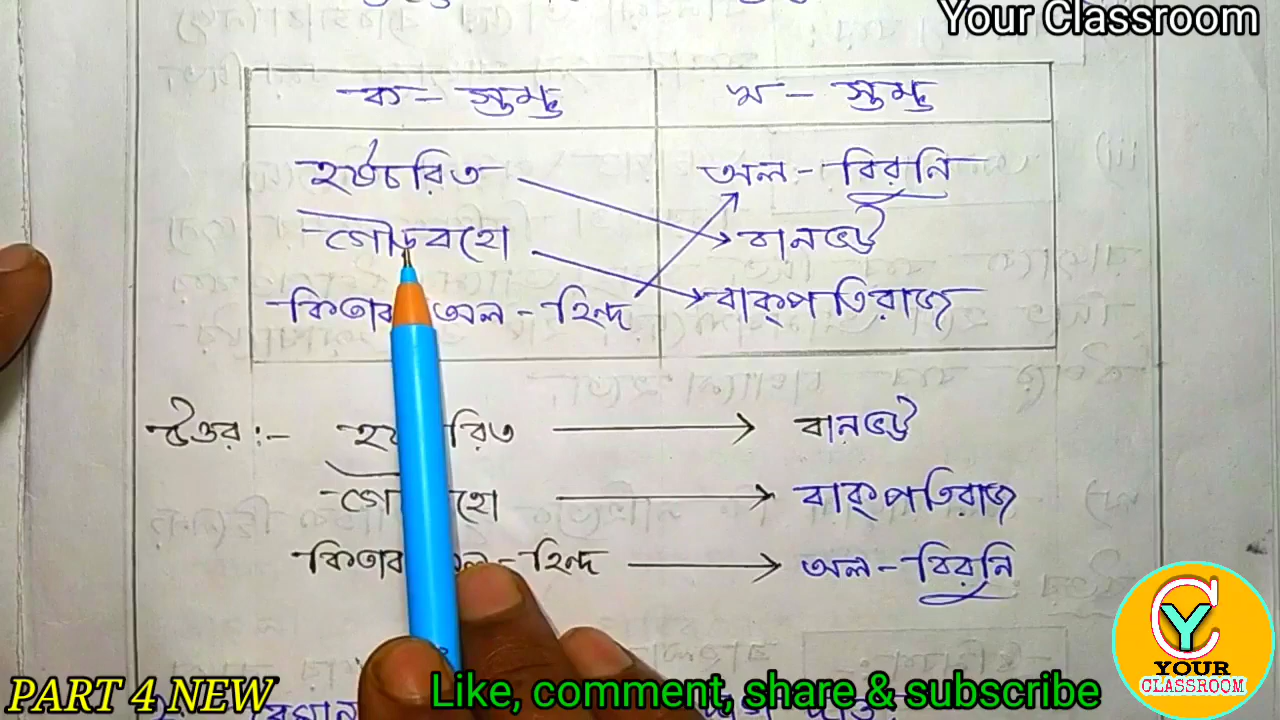 Your Classroom
ক - স্তম্ভ খ - স্তম্ভ
হর্ষচরিত অল - বিরুনি
গৌড়বহো বানভট্ট
কিতাব অল - হিন্দ বাক্‌পতিরাজ
উত্তর :- বানভট্ট
বাক্‌পতিরাজ
কিতাব - হিন্দ অল - বিরুনি
YOUR
CLASSROOM
PART 4 NEW Like, comment, share & subscribe